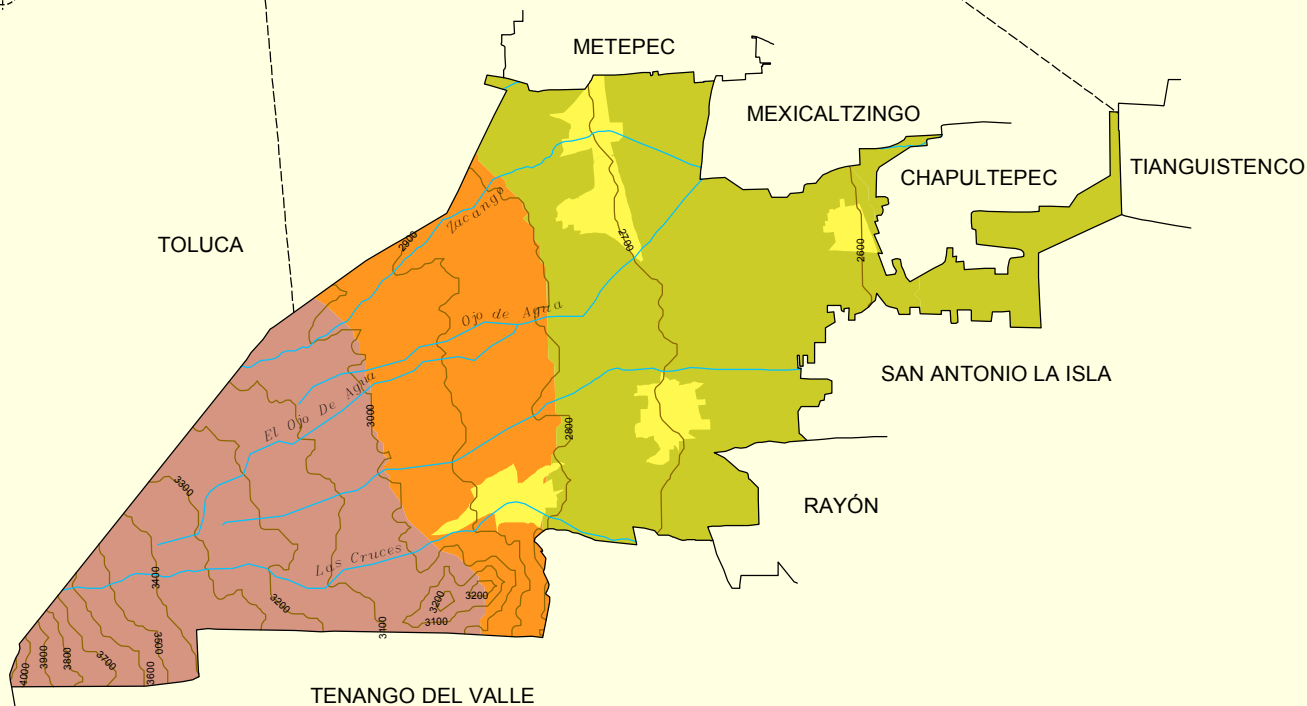 METEPEC
MEXICALTZINGO
TIANGUISTENCO
CHAPULTEPEC
Zacango
TOLUCA
2900
2700
2600
Ojo de Agua
SAN ANTONIO LA ISLA
El Ojo De Agua
3000
2800
3300
RAYÓN
Las Cruces
3400
3200
3200
3200
3100
3100
3500
4000
3900
3800
3700
3600
TENANGO DEL VALLE